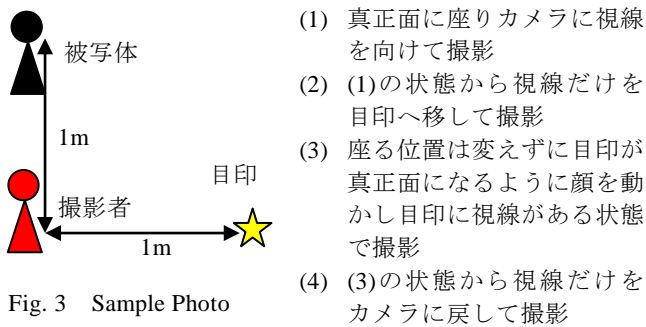 被写体
1m
目印
撮影者
1m
Fig. 3 Sample Photo
(1) 真正面に座りカメラに視線
を向けて撮影
(2) (1)の状態から視線だけを
目印へ移して撮影
(3) 座る位置は変えずに目印が
真正面になるように顔を動
かし目印に視線がある状態
で撮影
(4) (3)の状態から視線だけを
カメラに戻して撮影